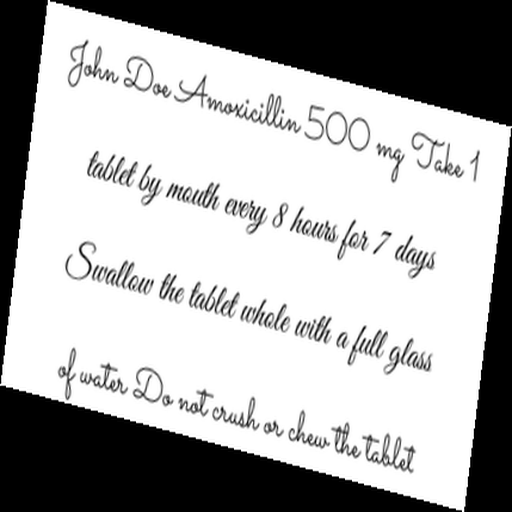 John Doe Amoxicillin 500 mg Take 1
tablet by mouth every 8 hours for 7 days
Swallow the tablet whole with a full glass
of water Do not crush or chew the tablet